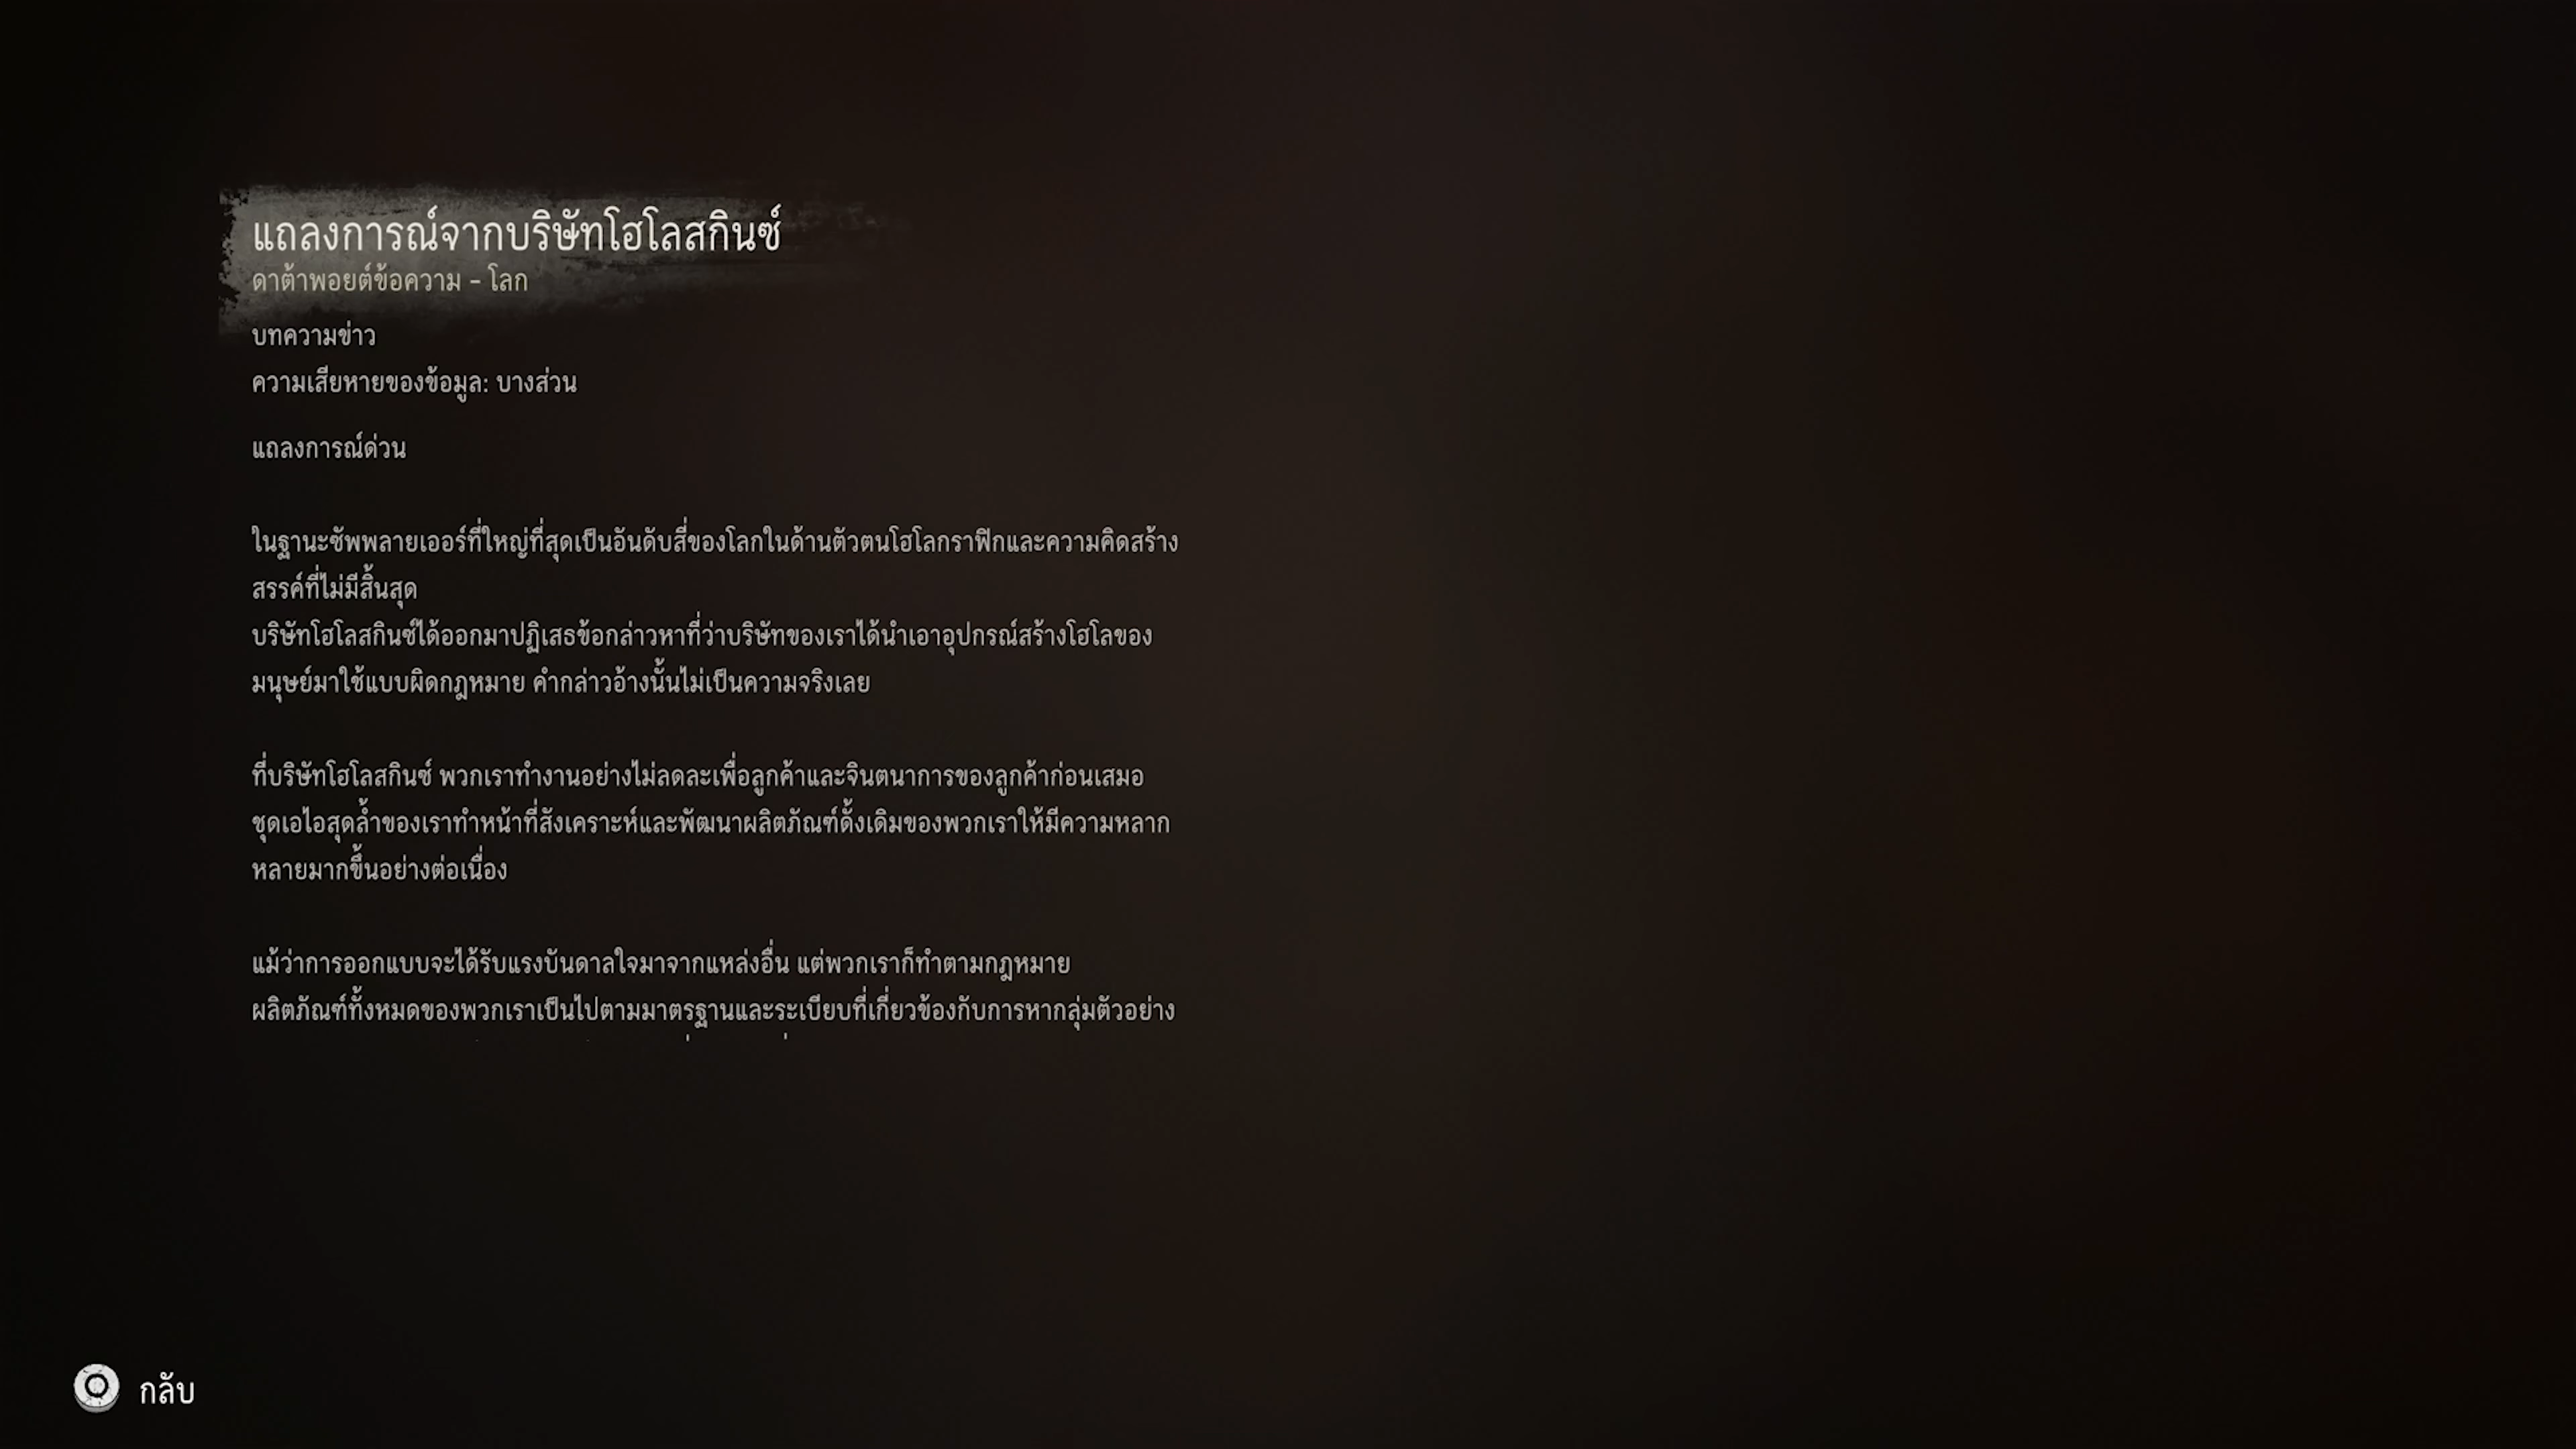 แถลงการณ์จากบริษัทโฮโลสกินซ์
ดาต้าพอยต์ข้อความ - โลก
บทความข่าว
ความเสียหายของข้อมูล: บางส่วน
แถลงการณ์ด่วน
ในฐานะซัพพลายเออร์ที่ใหญ่ที่สุดเป็นอันดับสี่ของโลกในด้านตัวตนโฮโลกราฟิกและความคิดสร้าง
สรรค์ที่ไม่มีสิ้นสุด
บริษัทโฮโลสกินซ์ได้ออกมาปฏิเสธข้อกล่าวหาที่ว่าบริษัทของเราได้นำเอาอุปกรณ์สร้างโฮโลของ
มนุษย์มาใช้แบบผิดกฎหมาย คำกล่าวอ้างนั้นไม่เป็นความจริงเลย
ที่บริษัทโฮโลสกินซ์ พวกเราทำงานอย่างไม่ลดละเพื่อลูกค้าและจินตนาการของลูกค้าก่อนเสมอ
ชุดเอไอสุดล้ำของเราทำหน้าที่สังเคราะห์และพัฒนาผลิตภัณฑ์ดั้งเดิมของพวกเราให้มีความหลาก
หลายมากขึ้นอย่างต่อเนื่อง
แม้ว่าการออกแบบจะได้รับแรงบันดาลใจมาจากแหล่งอื่น แต่พวกเราก็ทำตามกฎหมาย
ผลิตภัณฑ์ทั้งหมดของพวกเราเป็นไปตามมาตรฐานและระเบียบที่เกี่ยวข้องกับการหากลุ่มตัวอย่าง
กลับ